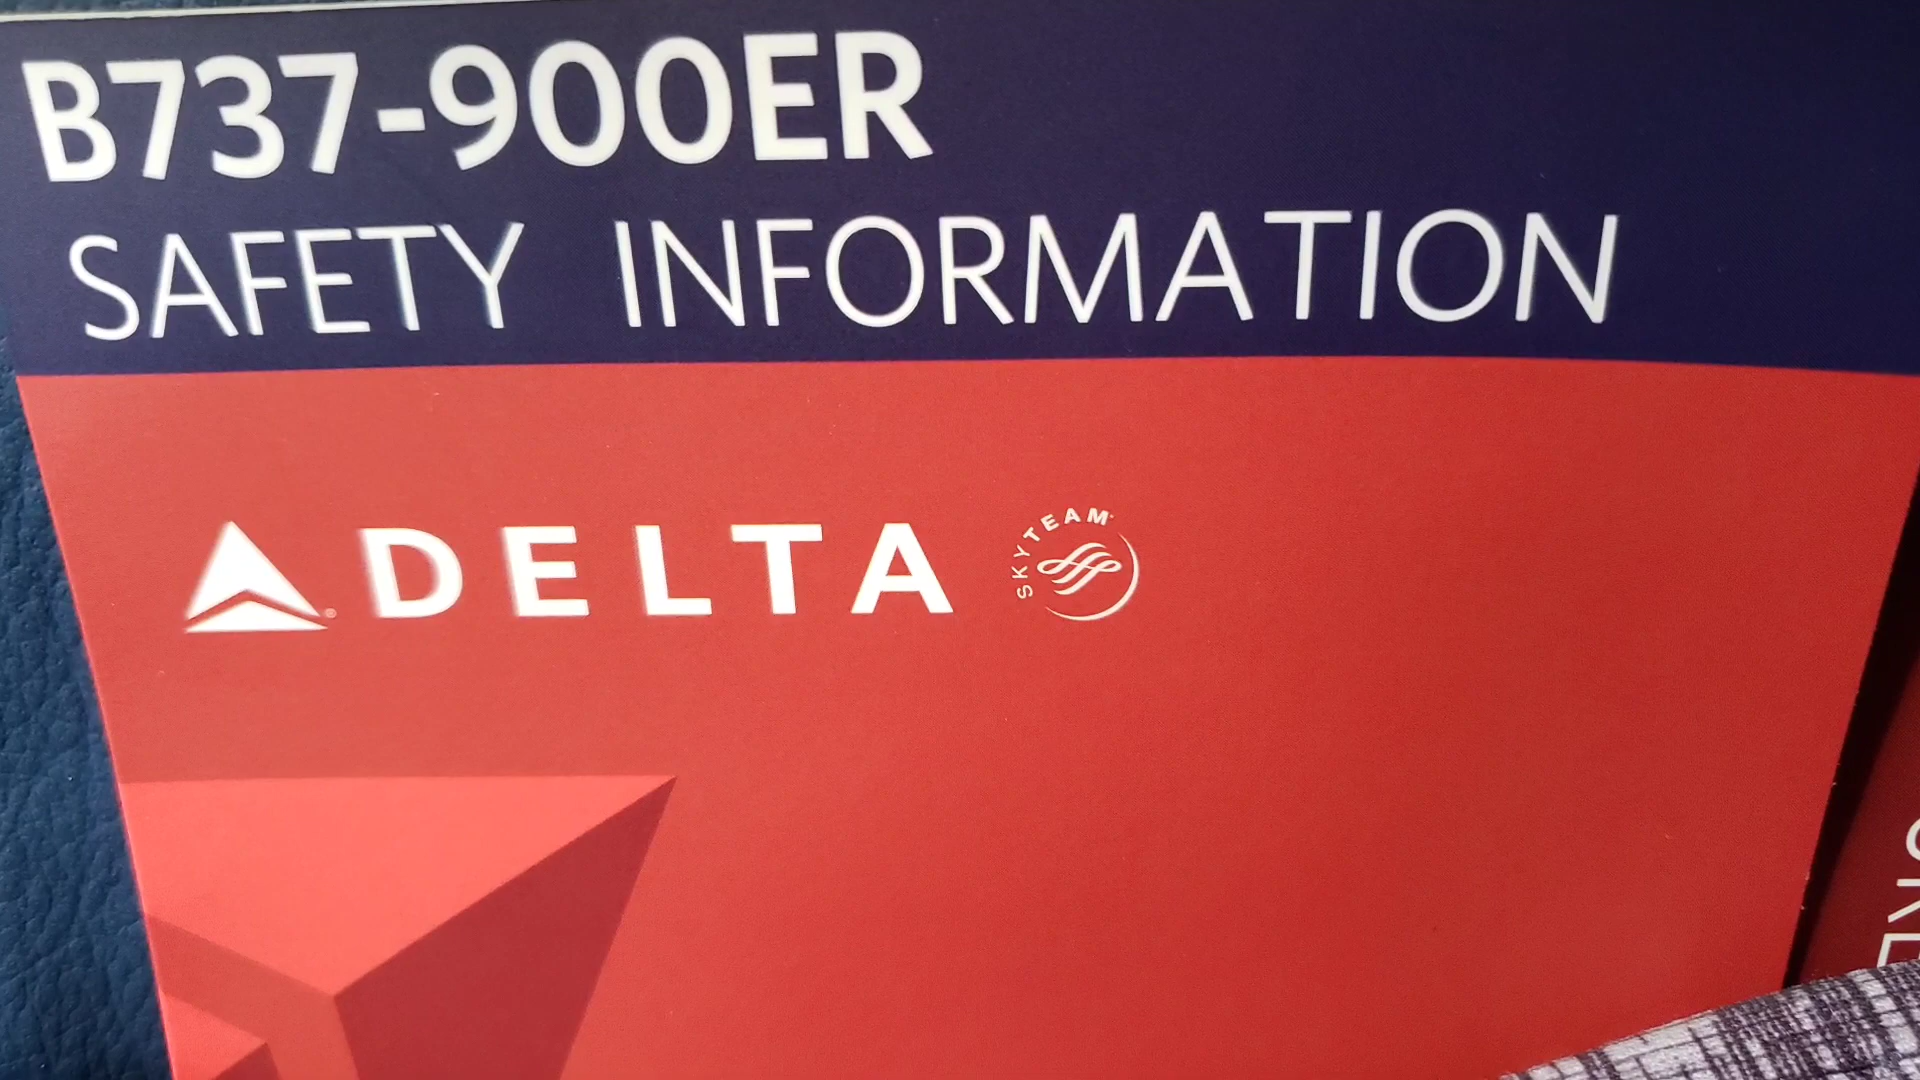 B737-900ER
SAFETY INFORMATION
DELTA
SKYTEAM